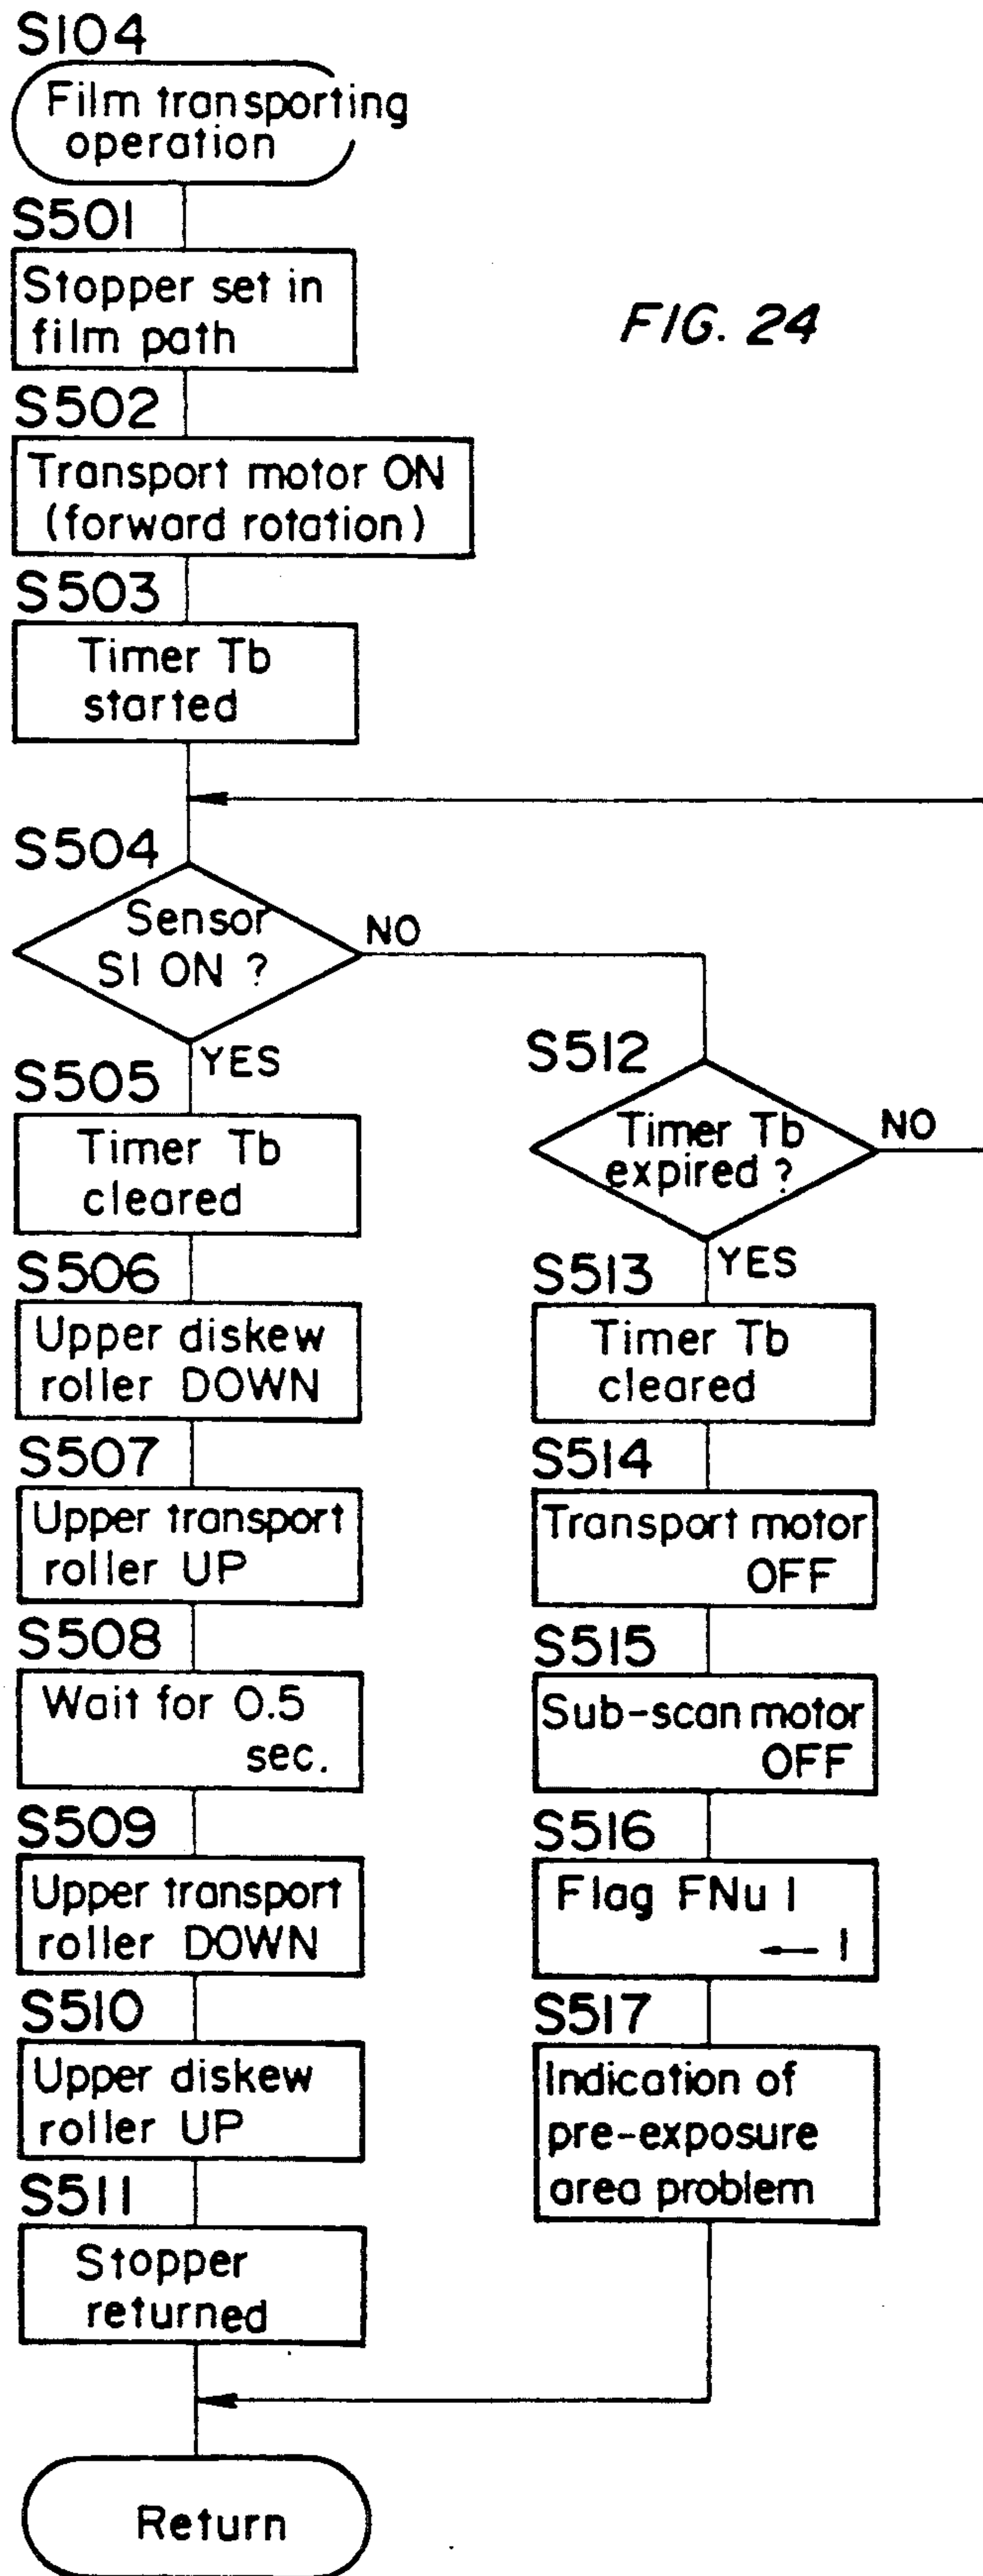 S104
Film transporting
operation
S501
Stopper set in
film path
FIG. 24
S502
Transport motor ON
(forward rotation)
S503
Timer Tb
started
S504
Sensor
S1 ON ?
NO
YES
S505
Timer Tb
cleared
S506
Upper diskew
roller DOWN
S507
Upper transport
roller UP
S508
Wait for 0.5
sec.
S509
Upper transport
roller DOWN
S510
Upper diskew
roller UP
S511
Stopper
returned
S512
Timer Tb
expired ?
NO
YES
S513
Timer Tb
cleared
S514
Transport motor
OFF
S515
Sub-scan motor
OFF
S516
Flag FNu 1
← 1
S517
Indication of
pre-exposure
area problem
Return